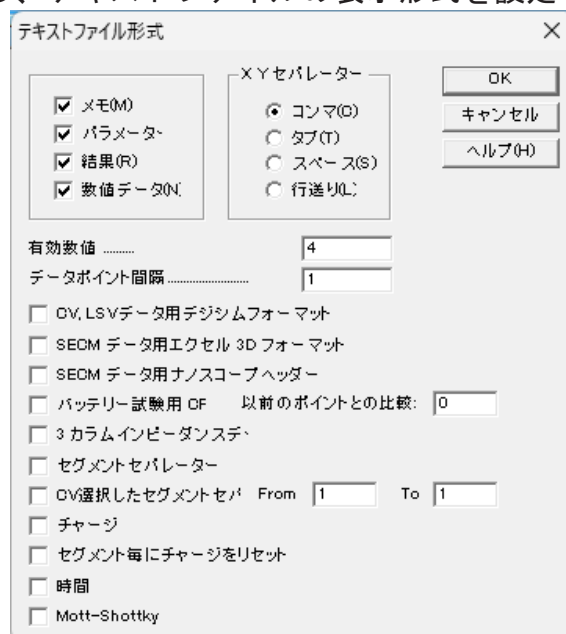 テキストファイル形式
XYセパレーター
メモ(M)
パラメーター
結果(R)
数値データ(N)
コンマ(C)
タブ(T)
スペース(S)
行送り(L)
OK
キャンセル
ヘルプ(H)
有効数値 ......... 4
データポイント間隔 ......................... 1
CV, LSVデータ用デジシムフォーマット
SECM データ用エクセル 3D フォーマット
SECM データ用ナノスコープヘッダー
バッテリー試験用 CF 以前のポイントとの比較: 0
3 カラムインピーダンスデ
セグメントセパレーター
CV選択したセグメントセパ From 1 To 1
チャージ
セグメント毎にチャージをリセット
時間
Mott-Shottky